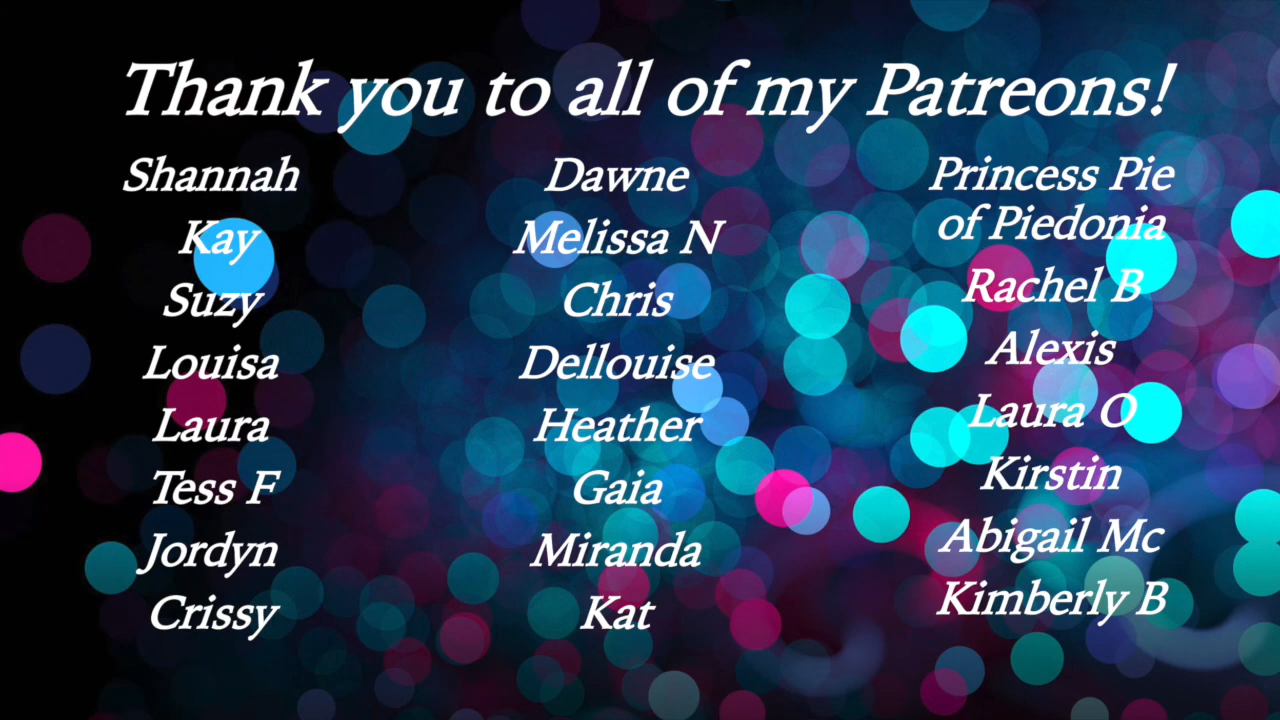 Thank you to all of my Patreons!
Shannah
Kay
Suzy
Louisa
Laura
Tess F
Jordyn
Crissy
Dawne
Melissa N
Chris
Dellouise
Heather
Gaia
Miranda
Kat
Princess Pie
of Piedonia
Rachel B
Alexis
Laura O
Kirstin
Abigail Mc
Kimberly B